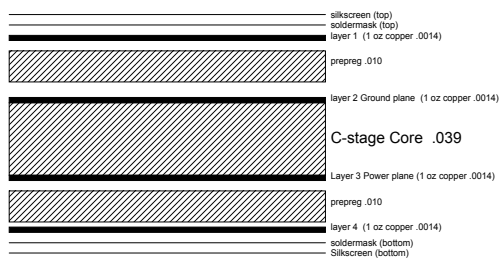 silkscreen (top)
soldermask (top)
layer 1 (1 oz copper .0014)
prepreg .010
layer 2 Ground plane (1 oz copper .0014)
C-stage Core .039
Layer 3 Power plane (1 oz copper .0014)
prepreg .010
layer 4 (1 oz copper .0014)
soldermask (bottom)
Silkscreen (bottom)